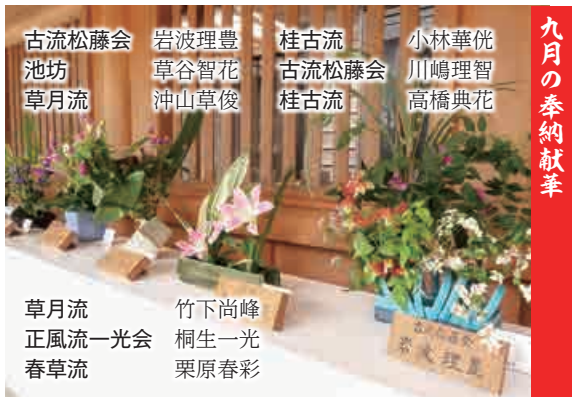 九月の奉納献華
古流松藤会 岩波理豊
池坊 草谷智花
草月流 沖山草俊
桂古流 小林華侊
古流松藤会 川嶋理智
桂古流 高橋典花
草月流 竹下尚峰
正風流一光会 桐生一光
春草流 栗原春彩